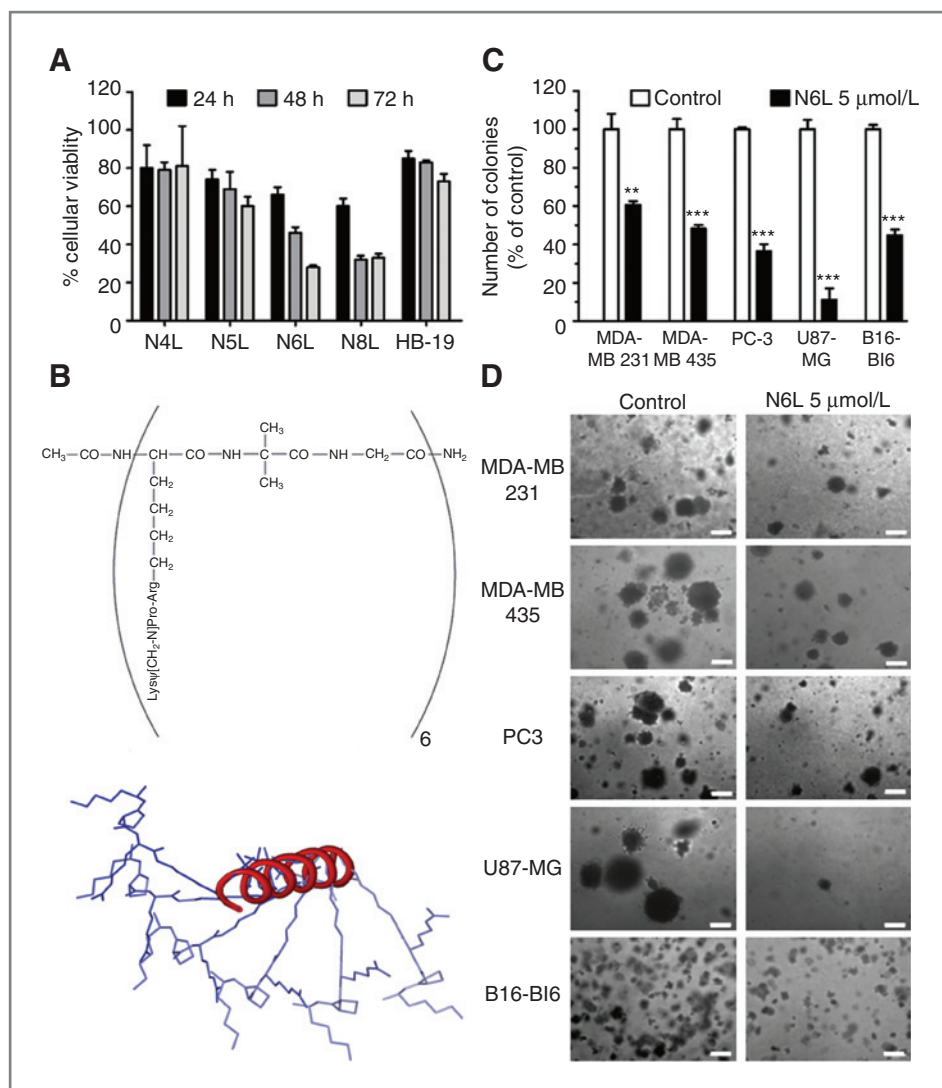 A
120
100
80
60
40
20
0
% cellular viablity
24 h 48 h 72 h
N4L N5L N6L N8L HB-19
B
CH₃—CO—NH—CH—CO—NH—C—CO—NH—CH₂—CO—NH₂
CH₃
CH₃
CH₂
CH₂
CH₂
CH₂
Lysψ[CH₂-N]Pro-Arg
6
C
120
100
80
60
40
20
0
Number of colonies
(% of control)
Control N6L 5 μmol/L
**
***
***
***
***
MDA-
MB 231
MDA-
MB 435
PC-3
U87-
MG
B16-
BI6
D
Control N6L 5 μmol/L
MDA-MB
231
MDA-MB
435
PC3
U87-MG
B16-BI6